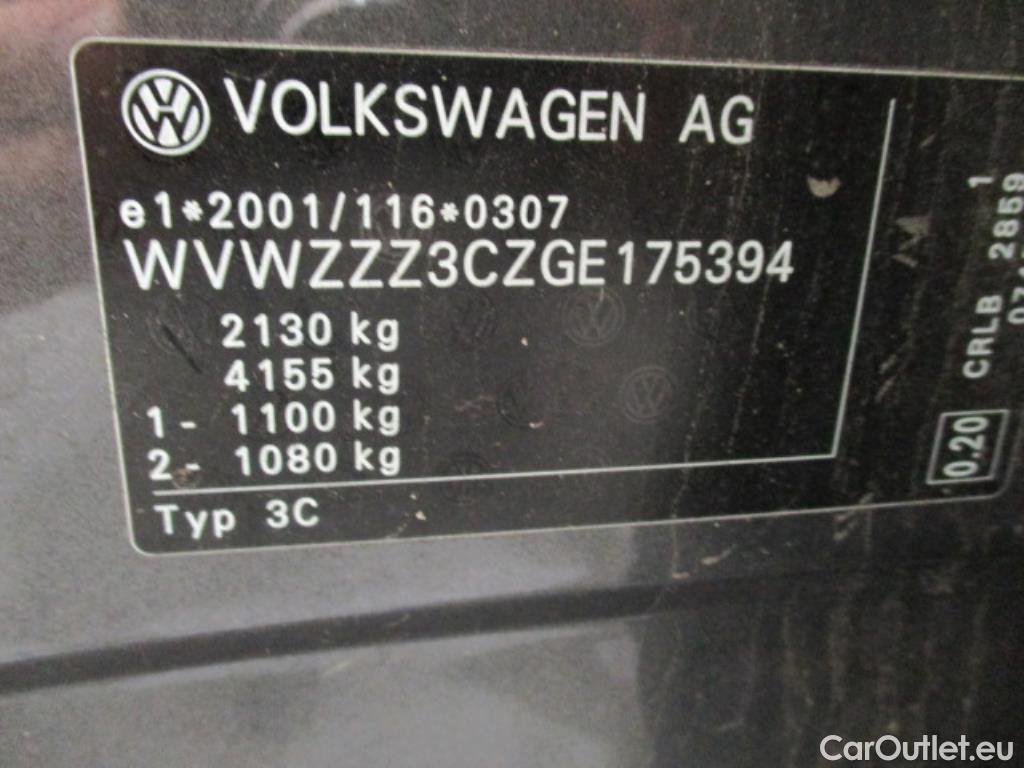 VOLKSWAGEN AG
e1*2001/116*0307
WVWZZZ3CZGE175394
2130 kg
4155 kg
1 - 1100 kg
2 - 1080 kg
Typ 3C
CRLB 2859 1
0.20
CarOutlet.eu